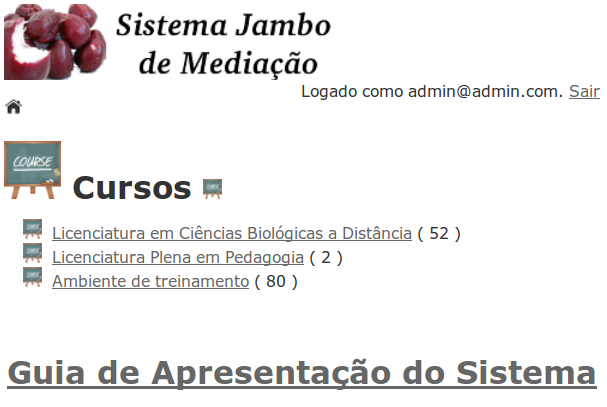 Sistema Jambo
de Mediação
Logado como admin@admin.com. Sair
COURSE
Cursos
Licenciatura em Ciências Biológicas a Distância ( 52 )
Licenciatura Plena em Pedagogia ( 2 )
Ambiente de treinamento ( 80 )
Guia de Apresentação do Sistema